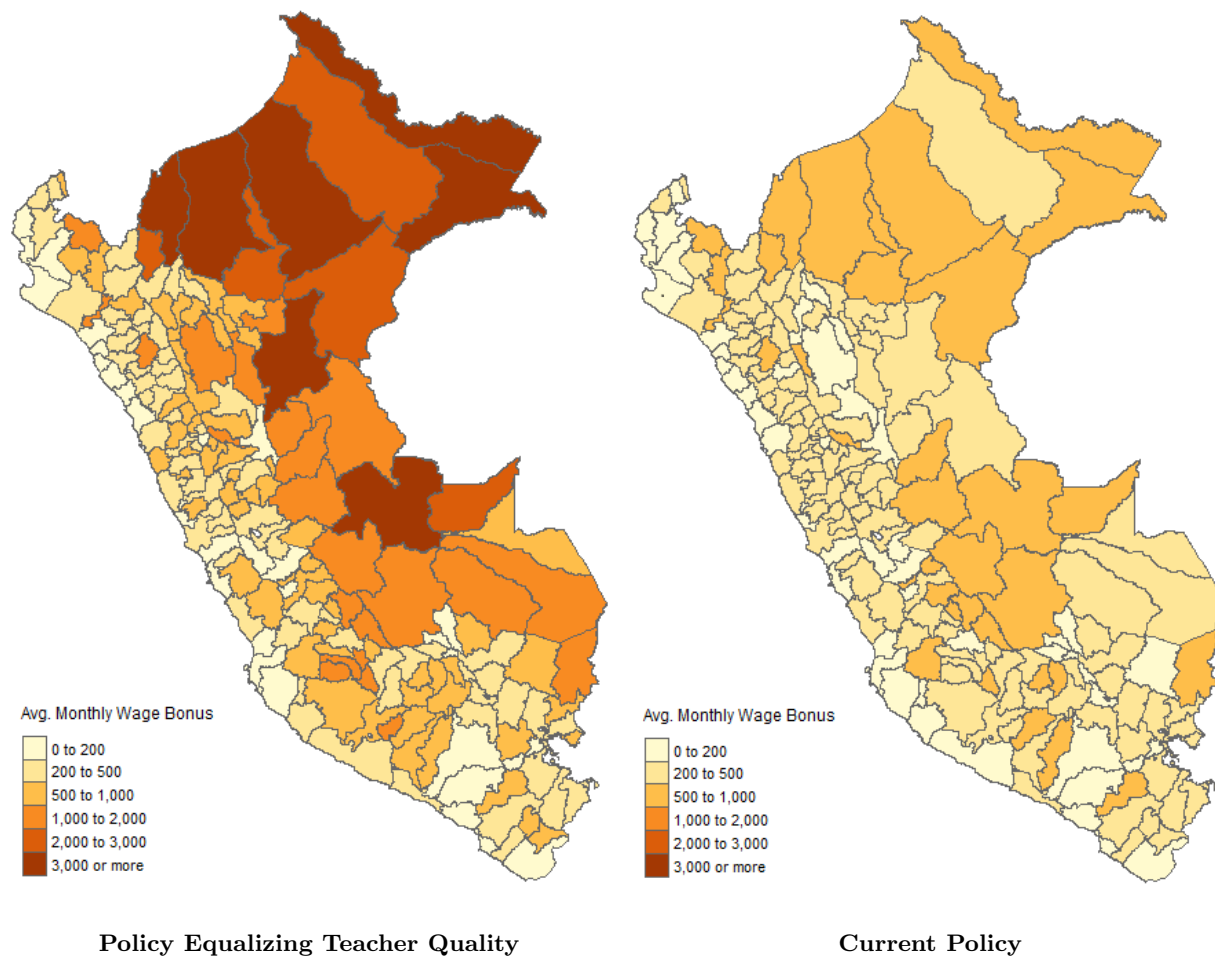 Avg. Monthly Wage Bonus
0 to 200
200 to 500
500 to 1,000
1,000 to 2,000
2,000 to 3,000
3,000 or more
Avg. Monthly Wage Bonus
0 to 200
200 to 500
500 to 1,000
1,000 to 2,000
2,000 to 3,000
3,000 or more
Policy Equalizing Teacher Quality
Current Policy